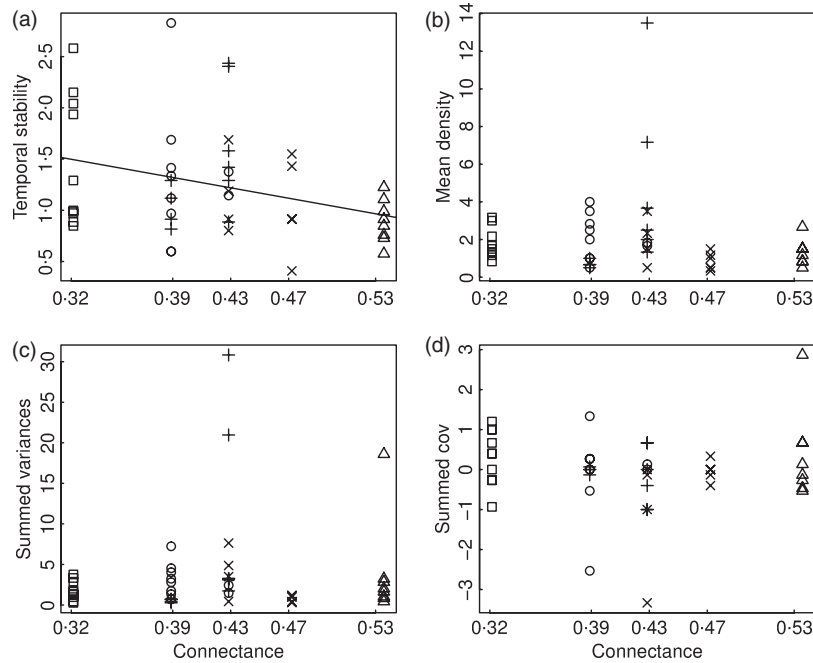 (a)
Temporal stability
2·5
2·0
1·5
1·0
0·5
0·32 0·39 0·43 0·47 0·53
(b)
Mean density
14
12
10
8
6
4
2
0
0·32 0·39 0·43 0·47 0·53
(c)
Summed variances
30
25
20
15
10
5
0
0·32 0·39 0·43 0·47 0·53
Connectance
(d)
Summed cov
3
2
1
0
−1
−2
−3
0·32 0·39 0·43 0·47 0·53
Connectance